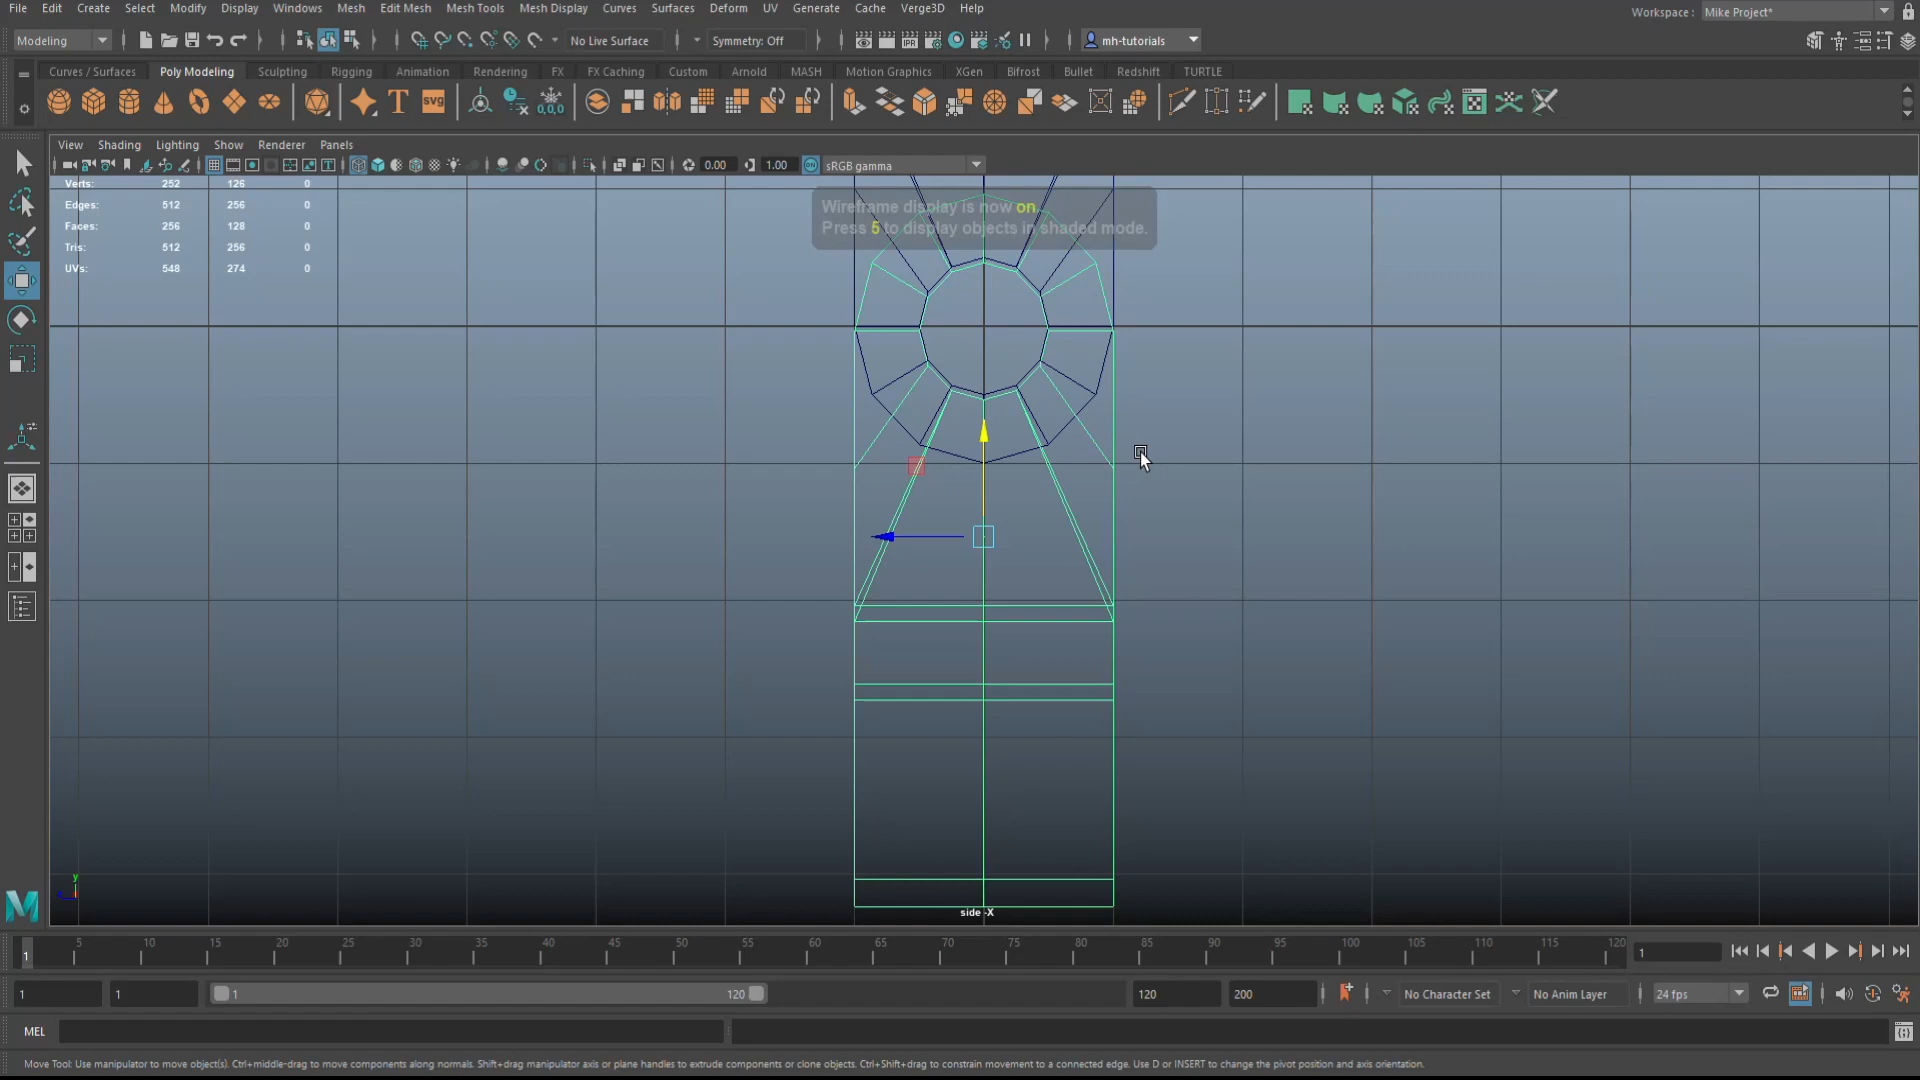 File Edit Create Select Modify Display Windows Mesh Edit Mesh Mesh Tools Mesh Display Curves Surfaces Deform UV Generate Cache Verge3D Help
Workspace : Mike Project*
Modeling
No Live Surface
Symmetry: Off
IPR
mh-tutorials
Curves / Surfaces Poly Modeling Sculpting Rigging Animation Rendering FX FX Caching Custom Arnold MASH Motion Graphics XGen Bifrost Bullet Redshift TURTLE
T svg 0,0,0
View Shading Lighting Show Renderer Panels
0.00 1.00 sRGB gamma
Verts: 252 126 0
Edges: 512 256 0
Faces: 256 128 0
Tris: 512 256 0
UVs: 548 274 0
Wireframe display is now on
Press 5 to display objects in shaded mode.
y
side -X
5 10 15 20 25 30 35 40 45 50 55 60 65 70 75 80 85 90 95 100 105 110 115 120
1
1
1 1 1 120 120 200 No Character Set No Anim Layer 24 fps
MEL
Move Tool: Use manipulator to move object(s). Ctrl+middle-drag to move components along normals. Shift+drag manipulator axis or plane handles to extrude components or clone objects. Ctrl+Shift+drag to constrain movement to a connected edge. Use D or INSERT to change the pivot position and axis orientation.